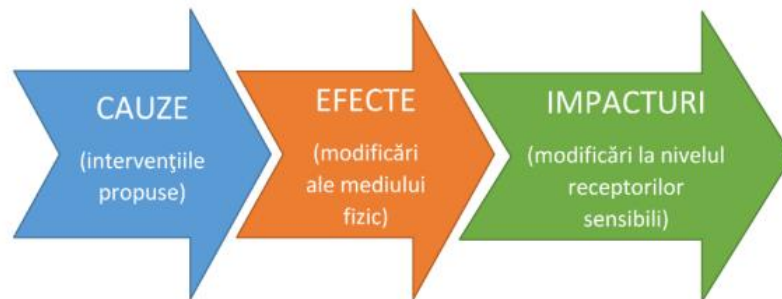 CAUZE
(intervenţiile
propuse)
EFECTE
(modificări
ale mediului
fizic)
IMPACTURI
(modificări la nivelul
receptorilor
sensibili)